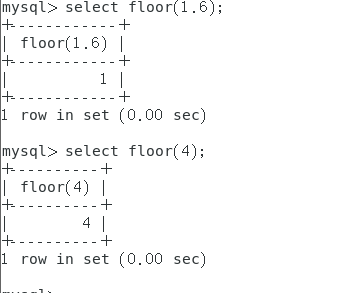 mysql> select floor(1.6);
+------------+
| floor(1.6) |
+------------+
|          1 |
+------------+
1 row in set (0.00 sec)
mysql> select floor(4);
+----------+
| floor(4) |
+----------+
|        4 |
+----------+
1 row in set (0.00 sec)
mysql>